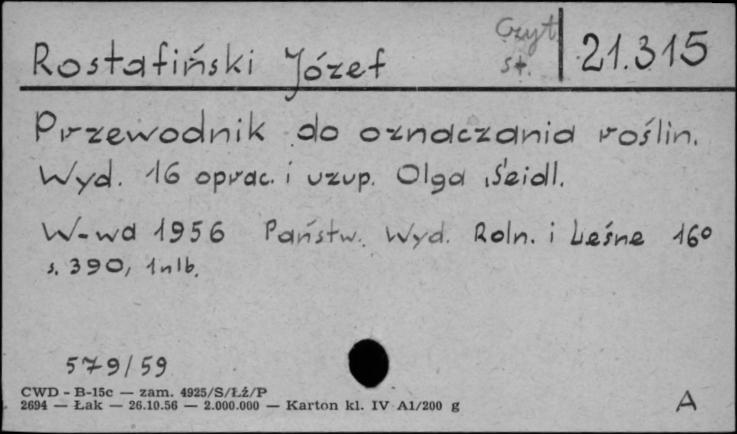 Czyt.
st.
21.315
Rostafiński Józef
Przewodnik do oznaczania roślin.
Wyd. 16 oprac. i uzup. Olga Seidl.
W-wa 1956 Państw. Wyd. Roln. i Leśne 16°
s. 390, 1 nlb.
579/59
CWD - B-15c — zam. 4925/S/Łż/P
2694 — Łak — 26.10.56 — 2.000.000 — Karton kl. IV A1/200 g
A